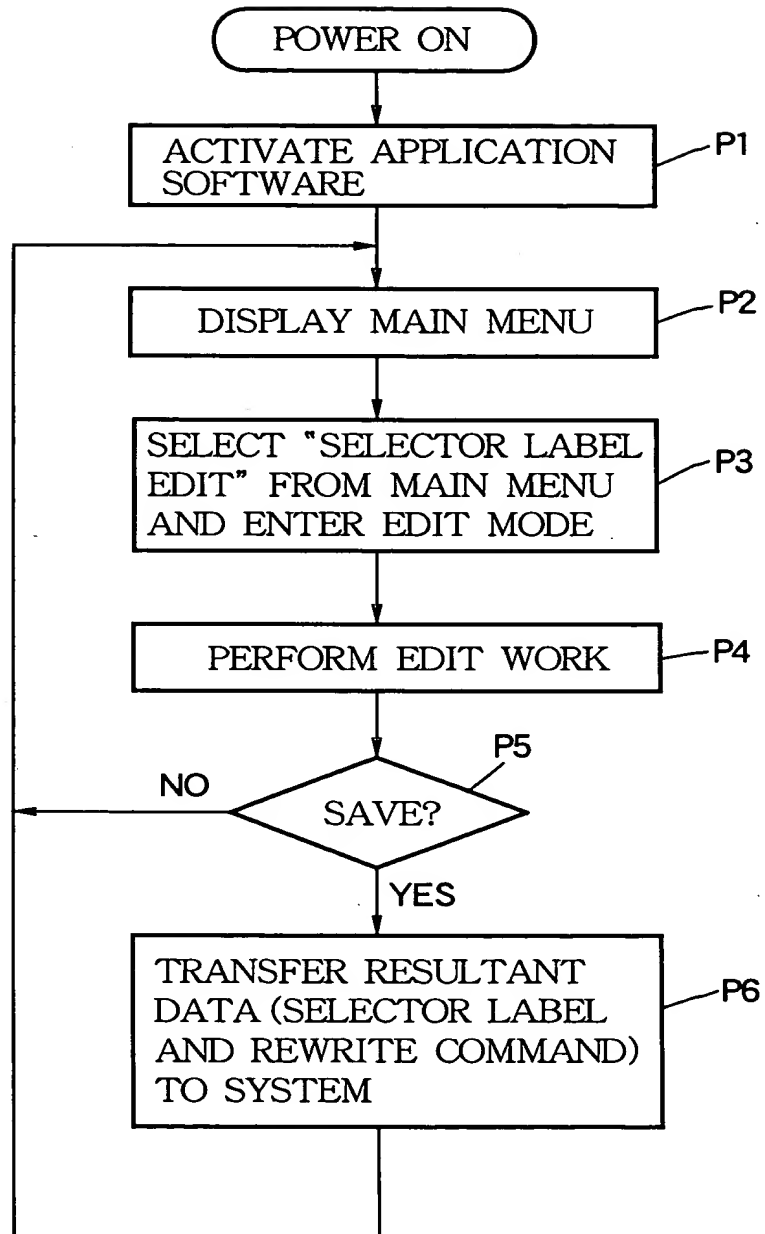 POWER ON
ACTIVATE APPLICATION
SOFTWARE
P1
DISPLAY MAIN MENU
P2
SELECT "SELECTOR LABEL
EDIT" FROM MAIN MENU
AND ENTER EDIT MODE
P3
PERFORM EDIT WORK
P4
P5
NO
SAVE?
YES
TRANSFER RESULTANT
DATA (SELECTOR LABEL
AND REWRITE COMMAND)
TO SYSTEM
P6